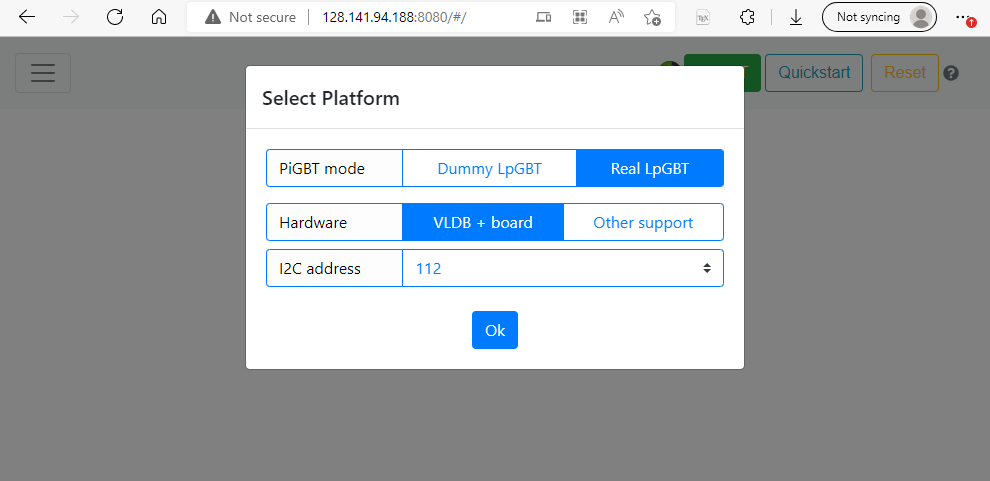 Not secure 128.141.94.188:8080/#/ Not syncing
Quickstart Reset
Select Platform
PiGBT mode Dummy LpGBT Real LpGBT
Hardware VLDB + board Other support
I2C address 112
Ok